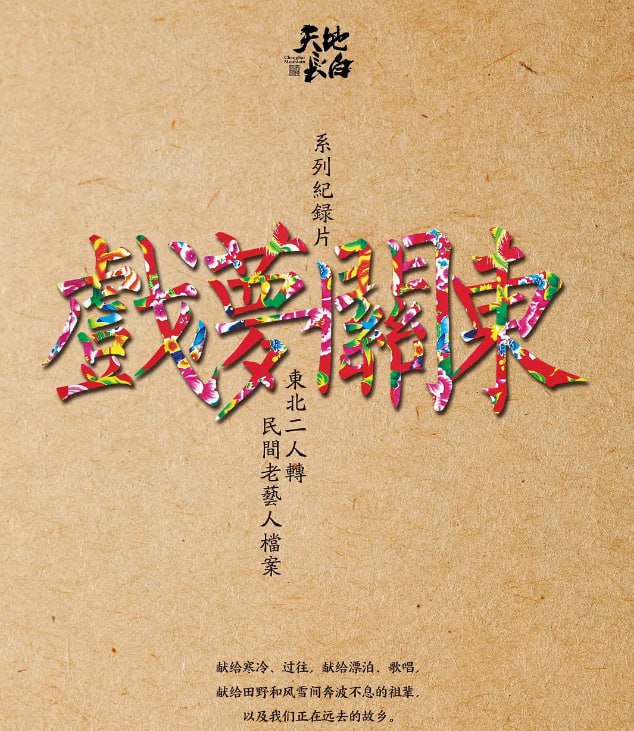 天地
長白
Changbai
Mountain
系列紀録片
戲夢關東
東北二人轉
民間老藝人檔案
献给寒冷、过往，献给漂泊、歌唱，
献给田野和风雪间奔波不息的祖辈，
以及我们正在远去的故乡。